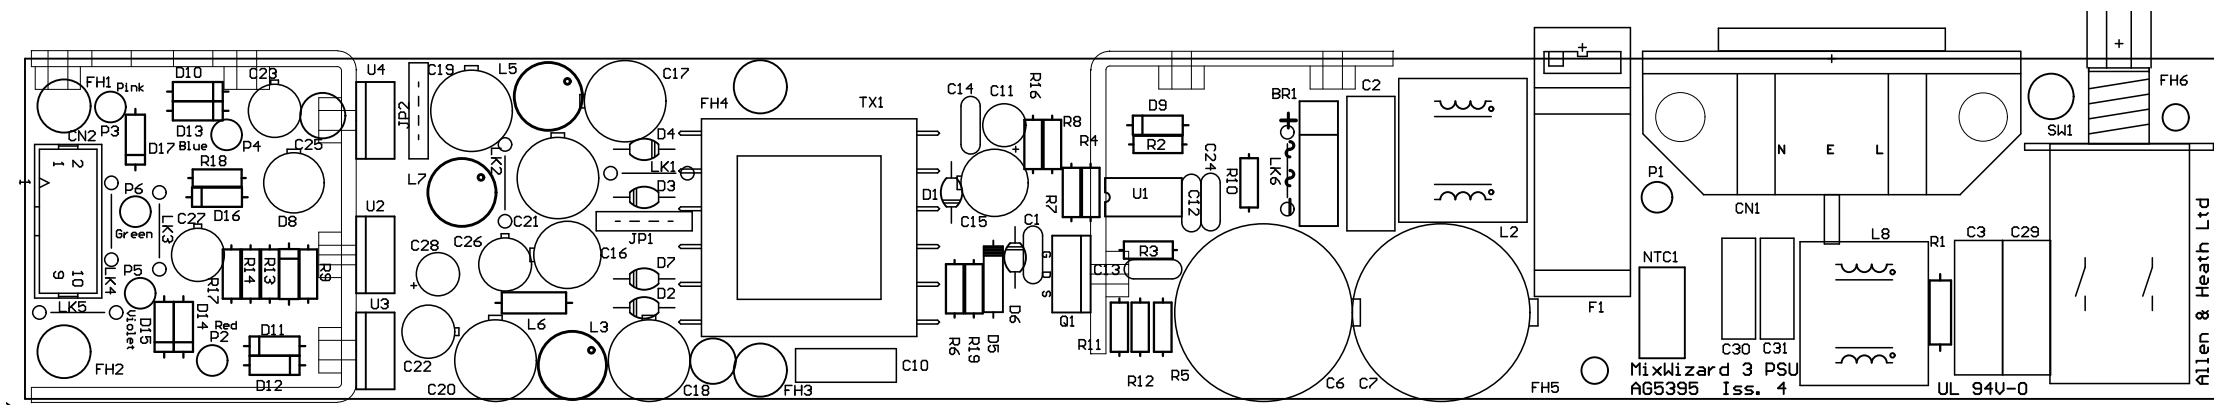 FH1
Pink
D10
C23
U4
C19
L5
C17
FH4
TX1
C14
C11
R16
BR1
C2
FH6
CN2
P3
D17
D13
Blue
P4
C25
JP2
D4
R8
R4
D9
R2
SW1
1
2
R18
LK2
LK1
C24
R10
LK6
N
E
L
1
P6
D16
D8
L7
D3
D1
R7
U1
C12
P1
CN1
Green
C27
LK3
U2
C21
C26
JP1
C15
C1
R3
L2
L8
R1
C3
C29
9
10
LK4
P5
R17
R14
R13
R9
C28
C16
D7
D2
G
D
S
C13
NTC1
LK5
Violet
D15
D14
Red
P2
D11
U3
L6
L3
R6
R19
D5
D6
Q1
R11
F1
FH2
D12
C22
C20
C18
FH3
C10
R12
R5
C6
C7
FH5
C30
C31
MixWizard 3 PSU
AG5395 Iss. 4
UL 94V-0
Allen & Heath Ltd